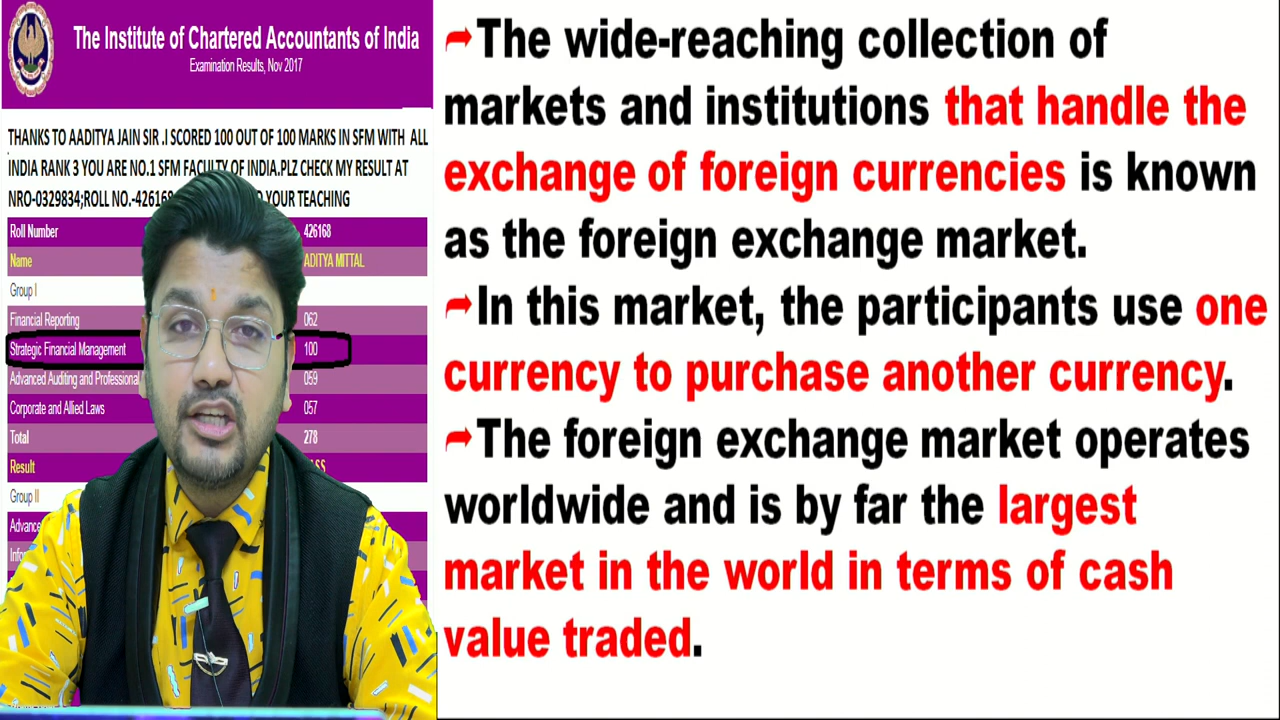 The Institute of Chartered Accountants of India
Examination Results, Nov 2017
THANKS TO AADITYA JAIN SIR .I SCORED 100 OUT OF 100 MARKS IN SFM WITH ALL
INDIA RANK 3 YOU ARE NO.1 SFM FACULTY OF INDIA.PLZ CHECK MY RESULT AT
NRO-0329834;ROLL NO.-426168 YOUR TEACHING
Roll Number 426168
Name ADITYA MITTAL
Group I
Financial Reporting 062
Strategic Financial Management 100
Advanced Auditing and Professional 059
Corporate and Allied Laws 057
Total 278
Result
Group II
➦The wide-reaching collection of
markets and institutions that handle the
exchange of foreign currencies is known
as the foreign exchange market.
➦In this market, the participants use one
currency to purchase another currency.
➦The foreign exchange market operates
worldwide and is by far the largest
market in the world in terms of cash
value traded.